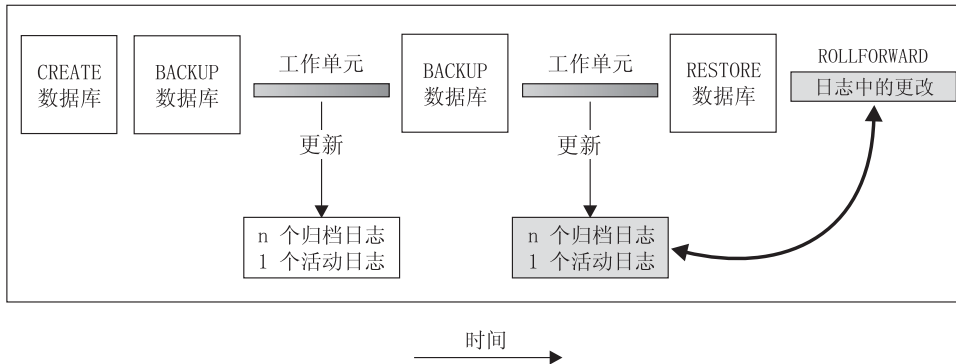 CREATE
数据库
BACKUP
数据库
工作单元
更新
n 个归档日志
1 个活动日志
BACKUP
数据库
工作单元
更新
n 个归档日志
1 个活动日志
RESTORE
数据库
ROLLFORWARD
日志中的更改
时间